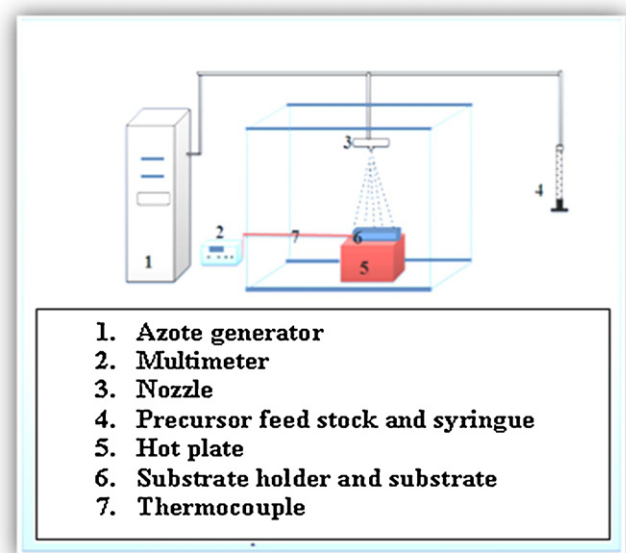 3
4
2
7
6
1
5
1. Azote generator
2. Multimeter
3. Nozzle
4. Precursor feed stock and syringue
5. Hot plate
6. Substrate holder and substrate
7. Thermocouple